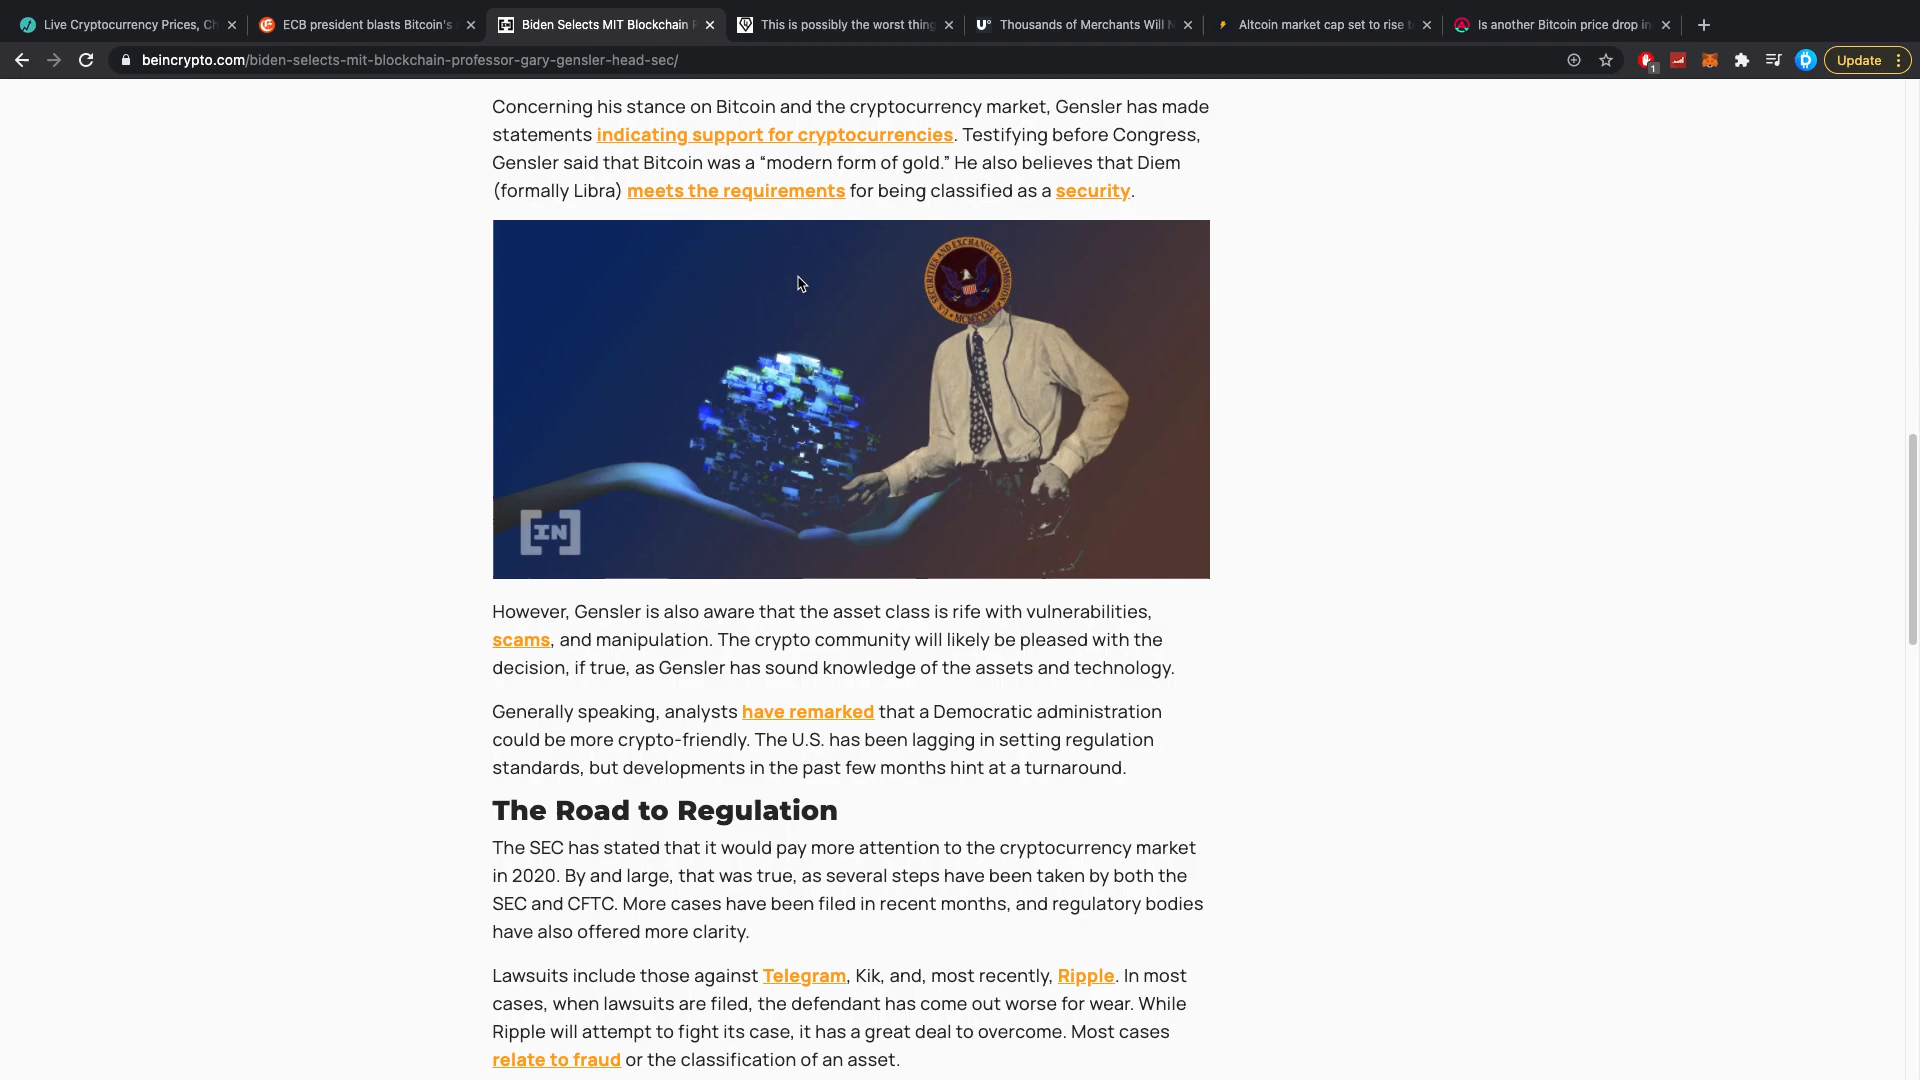 Live Cryptocurrency Prices, Ch
ECB president blasts Bitcoin's
Biden Selects MIT Blockchain
This is possibly the worst thing
Thousands of Merchants Will N
Altcoin market cap set to rise
Is another Bitcoin price drop in
beincrypto.com/biden-selects-mit-blockchain-professor-gary-gensler-head-sec/
1
Update
Concerning his stance on Bitcoin and the cryptocurrency market, Gensler has made
statements indicating support for cryptocurrencies. Testifying before Congress,
Gensler said that Bitcoin was a “modern form of gold.” He also believes that Diem
(formally Libra) meets the requirements for being classified as a security.
SECURITIES AND EXCHANGE COMMISSION
U.S.
MCMXXXIV
[IN]
However, Gensler is also aware that the asset class is rife with vulnerabilities,
scams, and manipulation. The crypto community will likely be pleased with the
decision, if true, as Gensler has sound knowledge of the assets and technology.
Generally speaking, analysts have remarked that a Democratic administration
could be more crypto-friendly. The U.S. has been lagging in setting regulation
standards, but developments in the past few months hint at a turnaround.
The Road to Regulation
The SEC has stated that it would pay more attention to the cryptocurrency market
in 2020. By and large, that was true, as several steps have been taken by both the
SEC and CFTC. More cases have been filed in recent months, and regulatory bodies
have also offered more clarity.
Lawsuits include those against Telegram, Kik, and, most recently, Ripple. In most
cases, when lawsuits are filed, the defendant has come out worse for wear. While
Ripple will attempt to fight its case, it has a great deal to overcome. Most cases
relate to fraud or the classification of an asset.